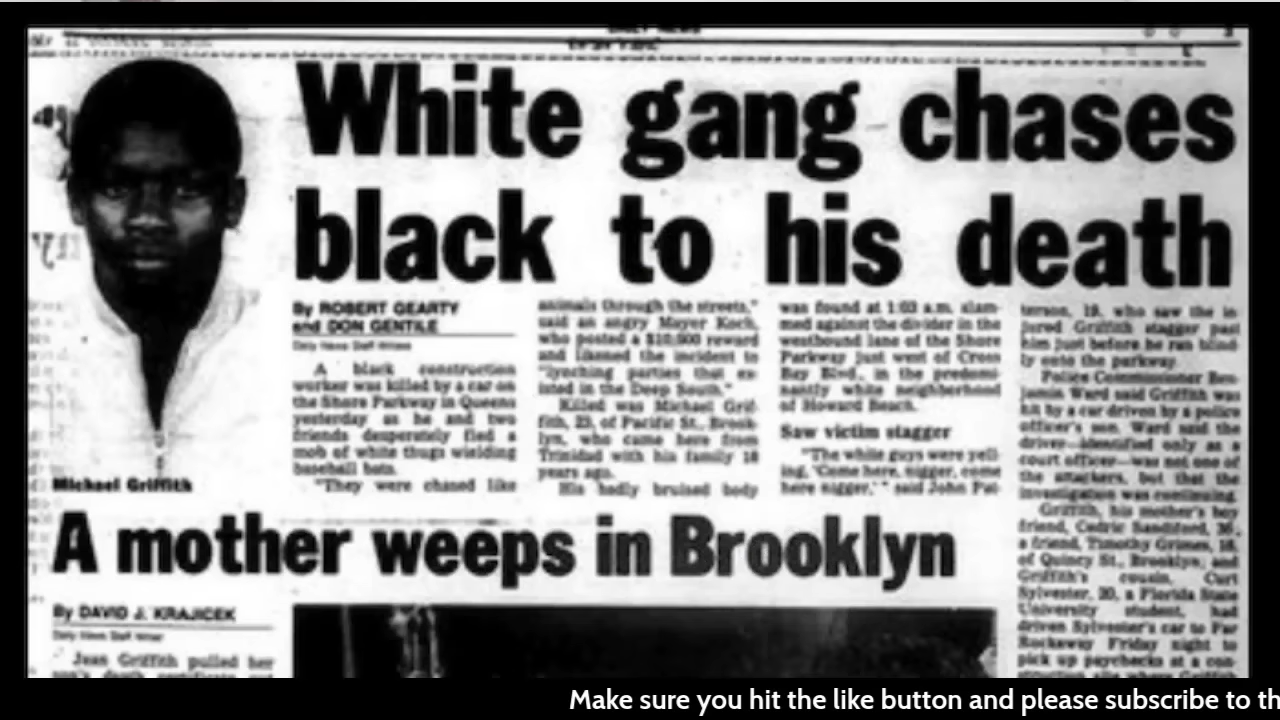 White gang chases
black to his death
By ROBERT GEARTY
and DON GENTILE
Daily News Staff Writers
A black construction
worker was killed by a car on
the Shore Parkway in Queens
yesterday as he and two
friends desperately fled a
mob of white thugs wielding
baseball bats.
"They were chased like
animals through the streets,"
said an angry Mayor Koch,
who posted a $10,000 reward
and likened the incident to
"lynching parties that ex-
isted in the Deep South."
Killed was Michael Grif-
fith, 23, of Pacific St., Brook-
lyn, who came here from
Trinidad with his family 18
years ago.
His badly bruised body
was found at 1:03 a.m. slam-
med against the divider in the
westbound lane of the Shore
Parkway just west of Cross
Bay Blvd., in the predomi-
nantly white neighborhood
of Howard Beach.
Saw victim stagger
"The white guys were yell-
ing, 'Come here, nigger, come
here nigger,' " said John Pat-
terson, 19, who saw the in-
jured Griffith stagger past
him just before he ran blind-
ly onto the parkway.
Police Commissioner Ben-
jamin Ward said Griffith was
hit by a car driven by a police
officer's son. Ward said the
driver—identified only as a
court officer—was not one of
the attackers, but that the
investigation was continuing.
Griffith, his mother's boy
friend, Cedric Sandiford, 36,
a friend, Timothy Grimes, 18,
of Quincy St., Brooklyn; and
Griffith's cousin, Curt
Sylvester, 20, a Florida State
University student, had
driven Sylvester's car to Far
Rockaway Friday night to
pick up paychecks at a con-
Michael Griffith
A mother weeps in Brooklyn
By DAVID J. KRAJICEK
Daily News Staff Writer
Jean Griffith pulled her
Make sure you hit the like button and please subscribe to th